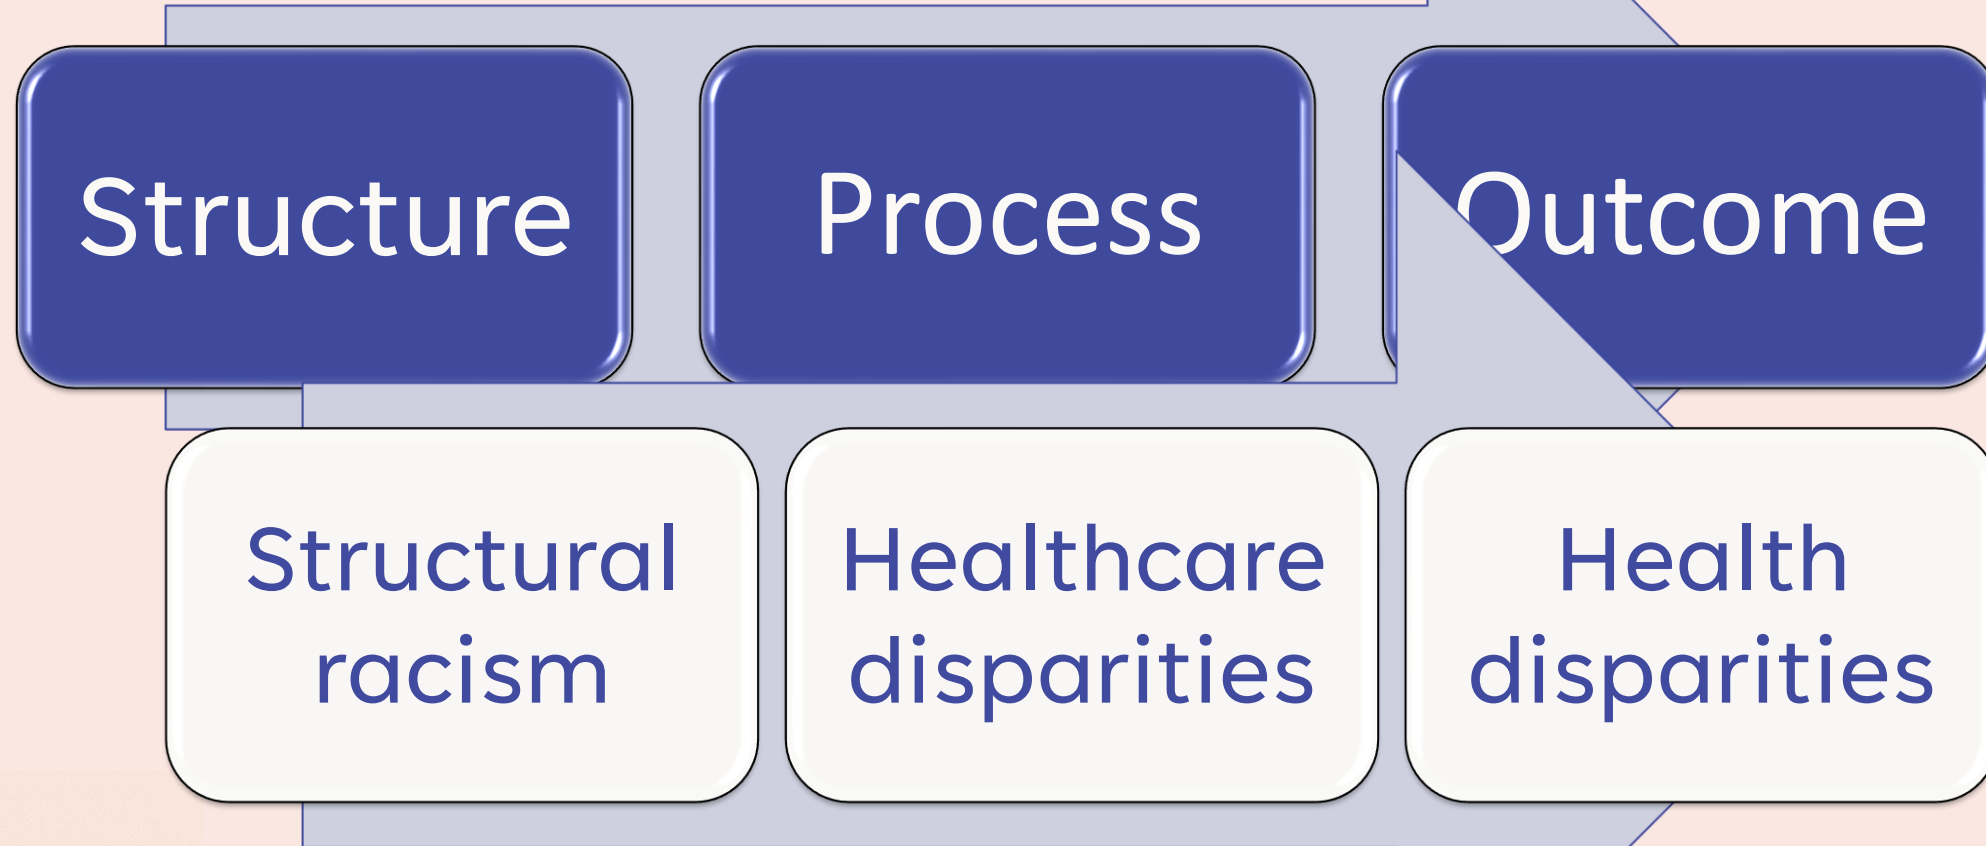 Structure
Process
Outcome
Structural
racism
Healthcare
disparities
Health
disparities